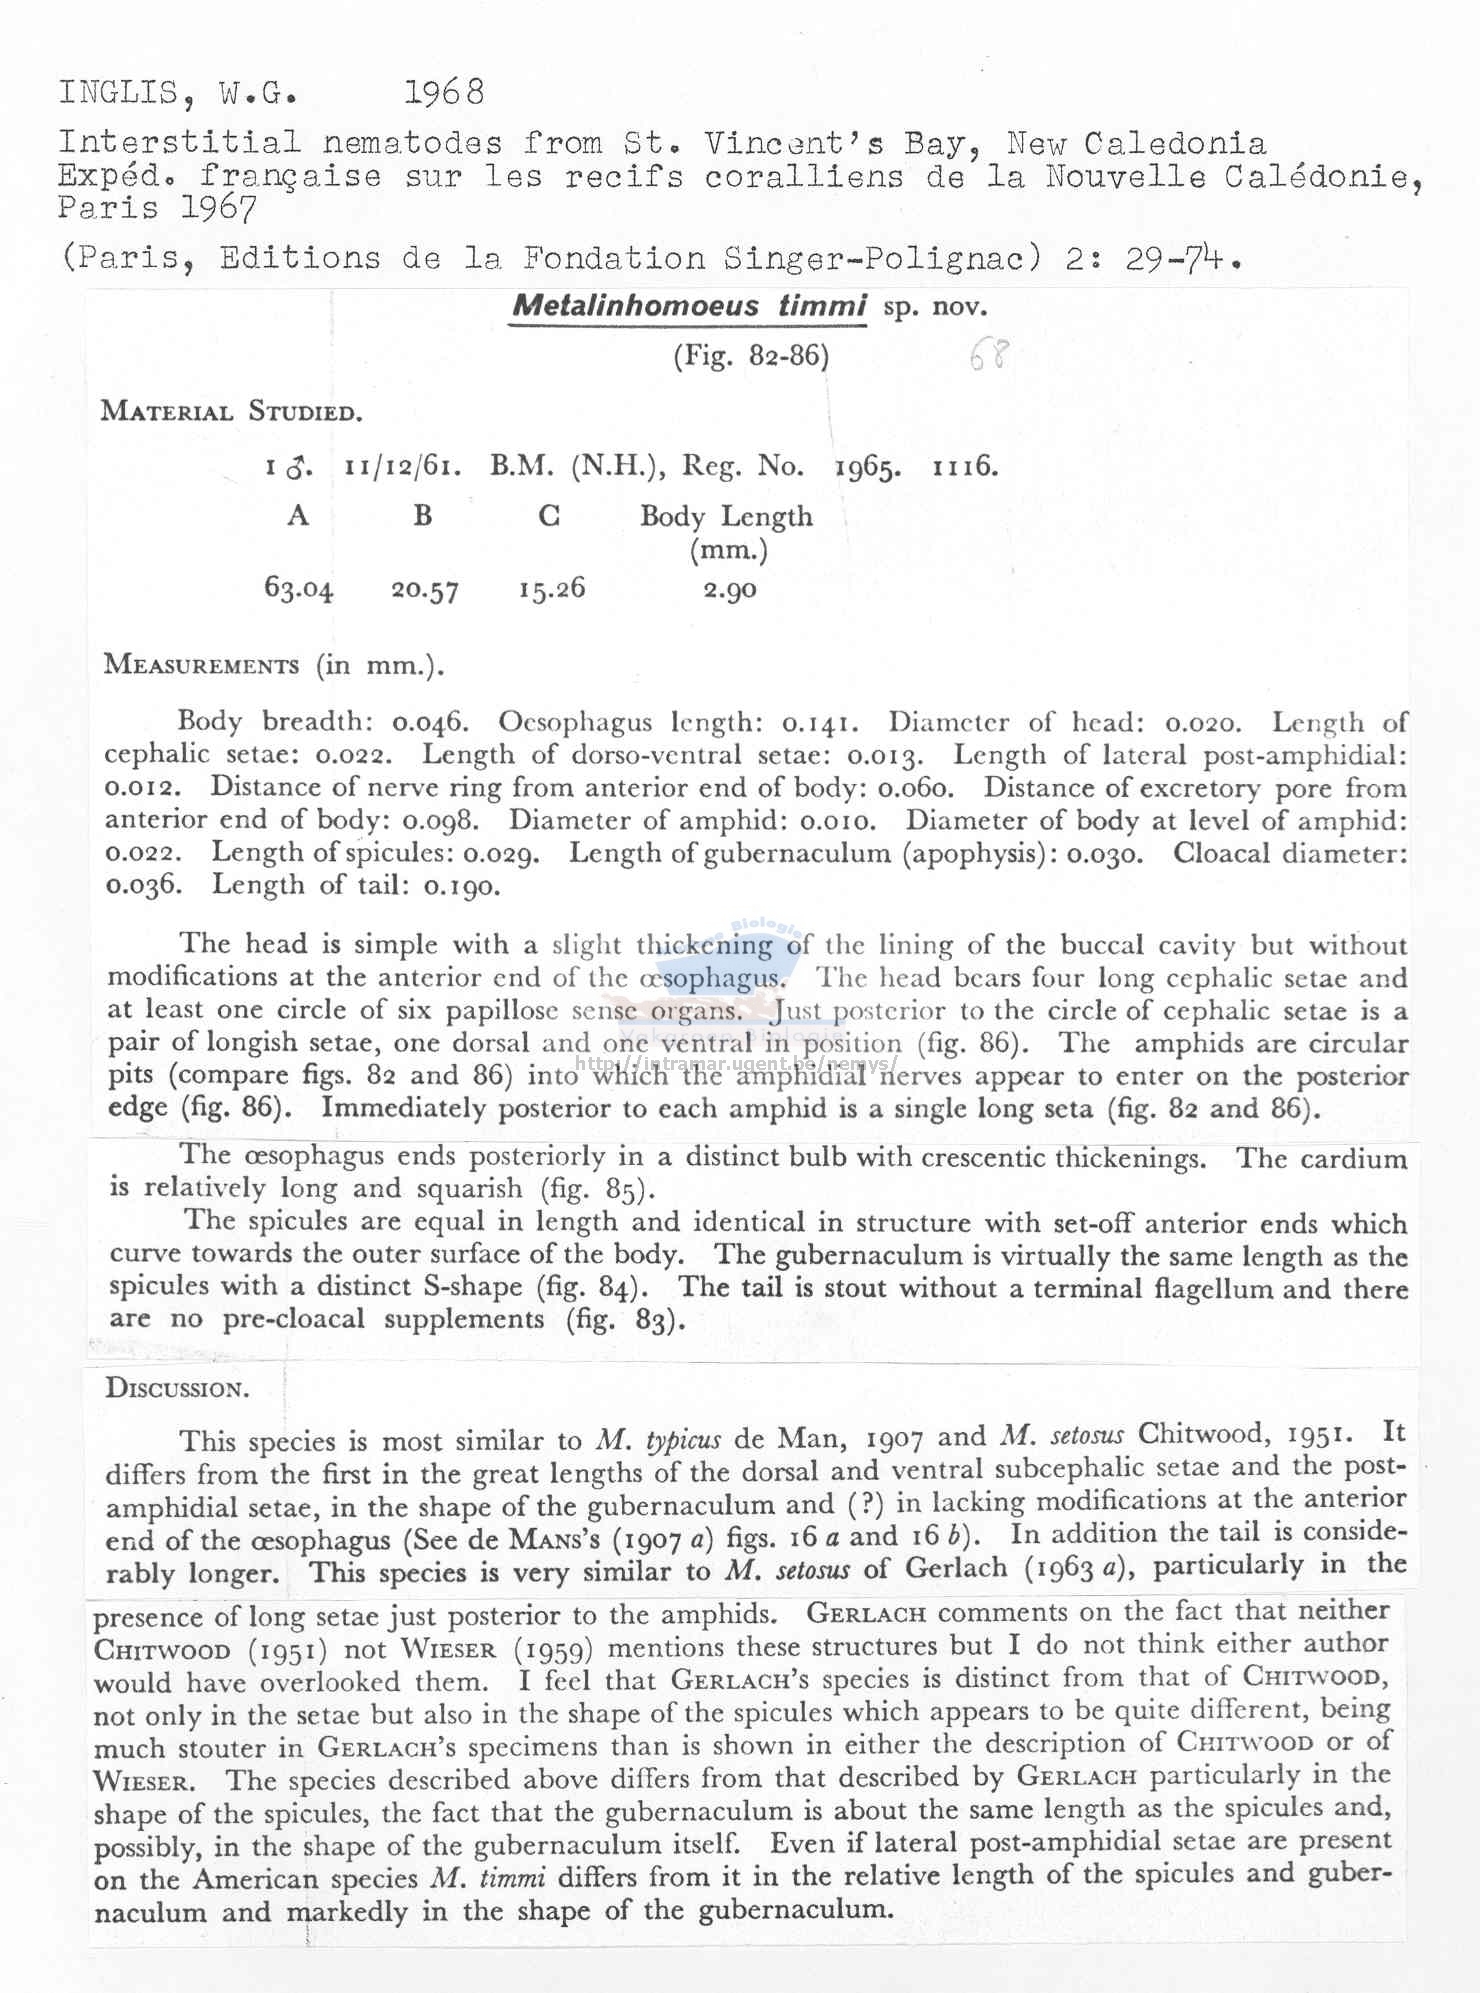 INGLIS, W.G. 1968
Interstitial nematodes from St. Vincent's Bay, New Caledonia
Expéd. française sur les recifs coralliens de la Nouvelle Calédonie,
Paris 1967
(Paris, Editions de la Fondation Singer-Polignac) 2: 29-74.
Metalinhomoeus timmi sp. nov.
(Fig. 82-86) 68
MATERIAL STUDIED.
1 ♂. 11/12/61. B.M. (N.H.), Reg. No. 1965. 1116.
A B C Body Length
(mm.)
63.04 20.57 15.26 2.90
MEASUREMENTS (in mm.).
Body breadth: 0.046. Oesophagus length: 0.141. Diameter of head: 0.020. Length of
cephalic setae: 0.022. Length of dorso-ventral setae: 0.013. Length of lateral post-amphidial:
0.012. Distance of nerve ring from anterior end of body: 0.060. Distance of excretory pore from
anterior end of body: 0.098. Diameter of amphid: 0.010. Diameter of body at level of amphid:
0.022. Length of spicules: 0.029. Length of gubernaculum (apophysis): 0.030. Cloacal diameter:
0.036. Length of tail: 0.190.
The head is simple with a slight thickening of the lining of the buccal cavity but without
modifications at the anterior end of the œsophagus. The head bears four long cephalic setae and
at least one circle of six papillose sense organs. Just posterior to the circle of cephalic setae is a
pair of longish setae, one dorsal and one ventral in position (fig. 86). The amphids are circular
http://intramar.ugent.be/nemys/
pits (compare figs. 82 and 86) into which the amphidial nerves appear to enter on the posterior
edge (fig. 86). Immediately posterior to each amphid is a single long seta (fig. 82 and 86).
The œsophagus ends posteriorly in a distinct bulb with crescentic thickenings. The cardium
is relatively long and squarish (fig. 85).
The spicules are equal in length and identical in structure with set-off anterior ends which
curve towards the outer surface of the body. The gubernaculum is virtually the same length as the
spicules with a distinct S-shape (fig. 84). The tail is stout without a terminal flagellum and there
are no pre-cloacal supplements (fig. 83).
DISCUSSION.
This species is most similar to M. typicus de Man, 1907 and M. setosus Chitwood, 1951. It
differs from the first in the great lengths of the dorsal and ventral subcephalic setae and the post-
amphidial setae, in the shape of the gubernaculum and (?) in lacking modifications at the anterior
end of the œsophagus (See de MANS's (1907 a) figs. 16 a and 16 b). In addition the tail is conside-
rably longer. This species is very similar to M. setosus of Gerlach (1963 a), particularly in the
presence of long setae just posterior to the amphids. GERLACH comments on the fact that neither
CHITWOOD (1951) not WIESER (1959) mentions these structures but I do not think either author
would have overlooked them. I feel that GERLACH's species is distinct from that of CHITWOOD,
not only in the setae but also in the shape of the spicules which appears to be quite different, being
much stouter in GERLACH's specimens than is shown in either the description of CHITWOOD or of
WIESER. The species described above differs from that described by GERLACH particularly in the
shape of the spicules, the fact that the gubernaculum is about the same length as the spicules and,
possibly, in the shape of the gubernaculum itself. Even if lateral post-amphidial setae are present
on the American species M. timmi differs from it in the relative length of the spicules and guber-
naculum and markedly in the shape of the gubernaculum.